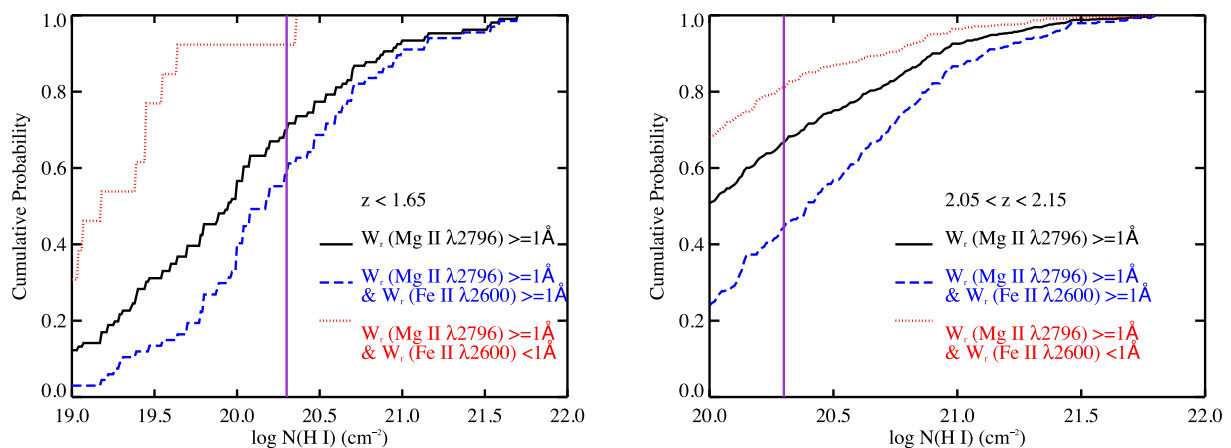 Cumulative Probability
1.0
0.8
0.6
0.4
0.2
0.0
z < 1.65
Wᵣ (Mg II λ2796) >=1Å
Wᵣ (Mg II λ2796) >=1Å
& Wᵣ (Fe II λ2600) >=1Å
Wᵣ (Mg II λ2796) >=1Å
& Wᵣ (Fe II λ2600) <1Å
19.0 19.5 20.0 20.5 21.0 21.5 22.0
log N(H I) (cm⁻²)
Cumulative Probability
1.0
0.8
0.6
0.4
0.2
0.0
2.05 < z < 2.15
Wᵣ (Mg II λ2796) >=1Å
Wᵣ (Mg II λ2796) >=1Å
& Wᵣ (Fe II λ2600) >=1Å
Wᵣ (Mg II λ2796) >=1Å
& Wᵣ (Fe II λ2600) <1Å
20.0 20.5 21.0 21.5 22.0
log N(H I) (cm⁻²)